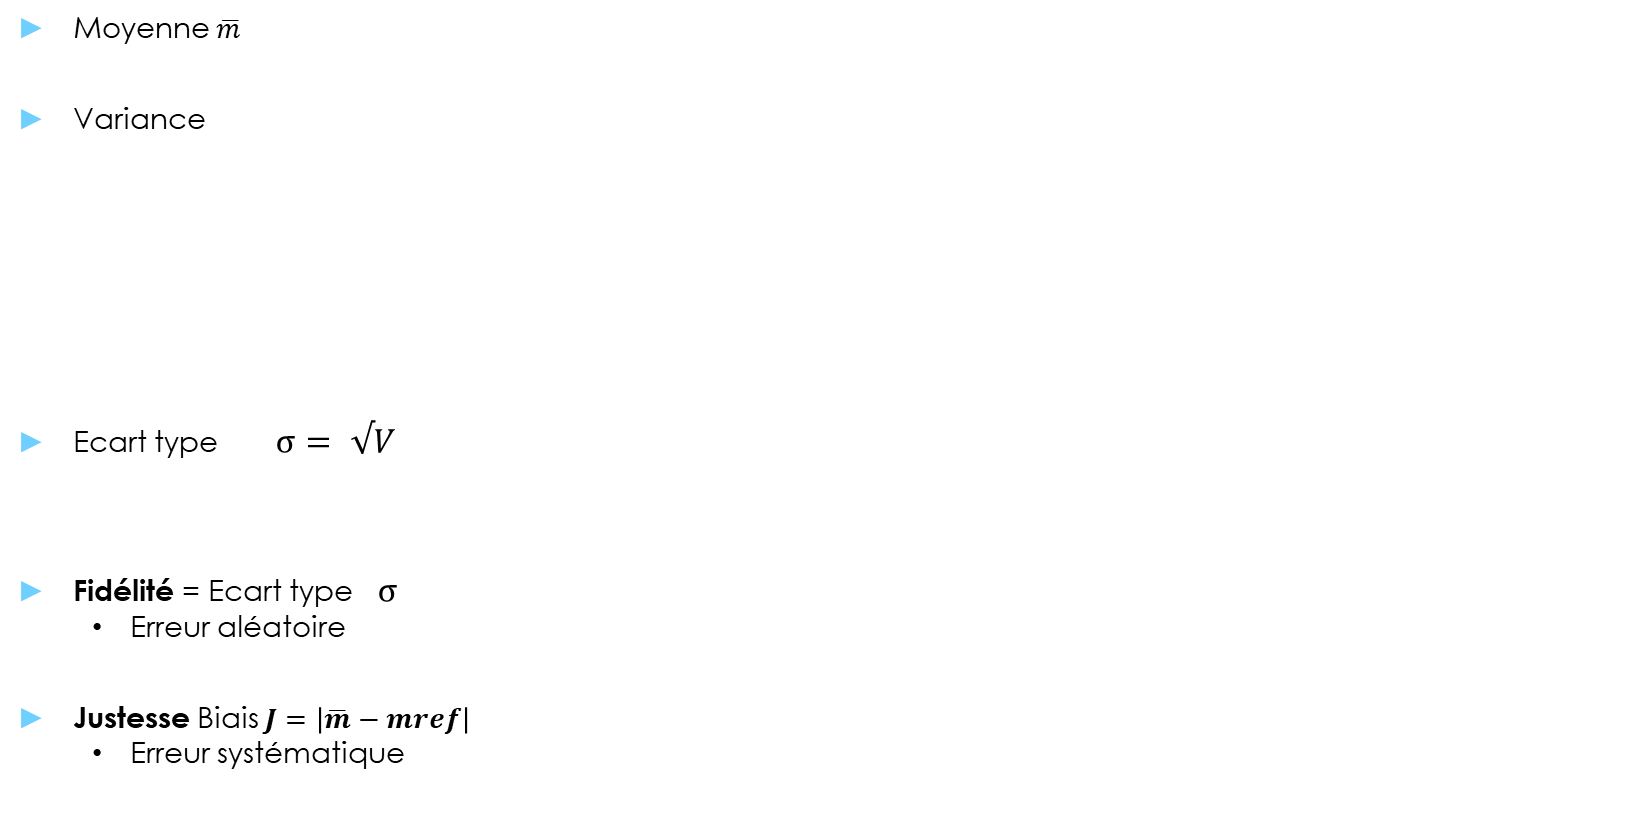 ► Moyenne m̅
► Variance
► Ecart type σ = √V
► Fidélité = Ecart type σ
• Erreur aléatoire
► Justesse Biais J = |m̅ − mref|
• Erreur systématique